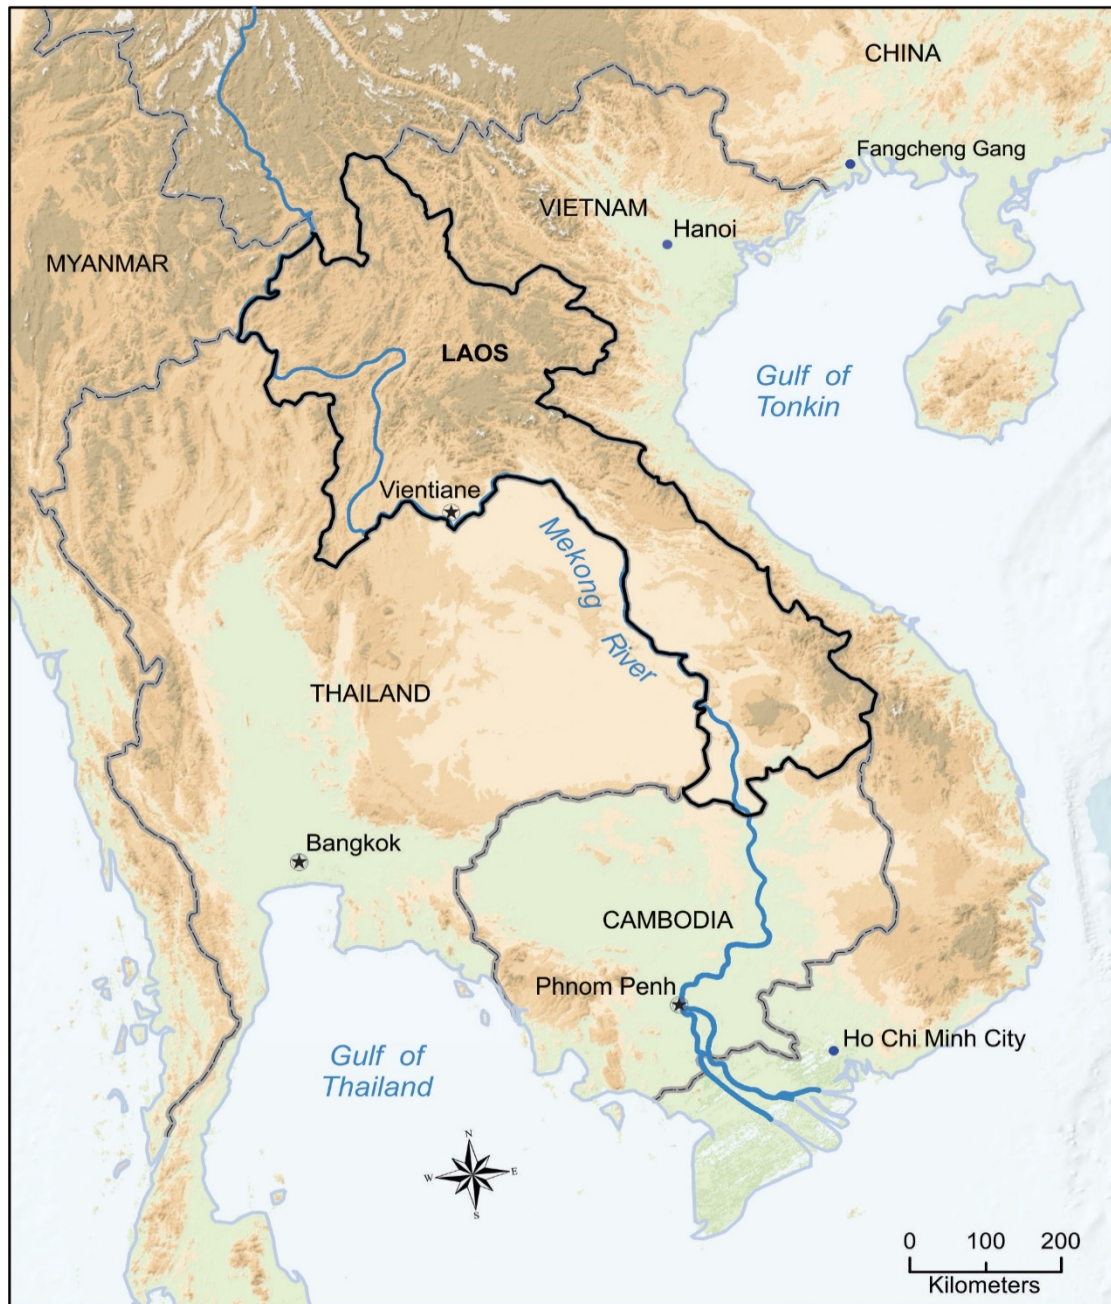 CHINA
Fangcheng Gang
VIETNAM
Hanoi
MYANMAR
LAOS
Gulf of
Tonkin
Vientiane
Mekong
River
THAILAND
Bangkok
CAMBODIA
Phnom Penh
Ho Chi Minh City
Gulf of
Thailand
N
W E
S
0 100 200
Kilometers